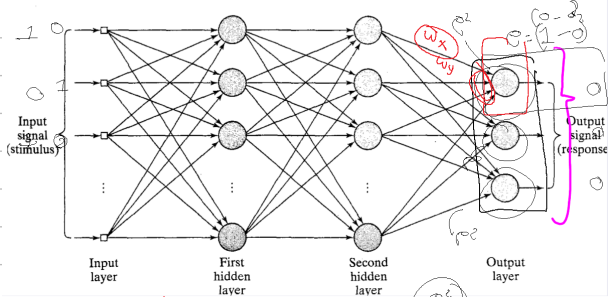 1 0
0 1
Wx
Wy
Input
signal
(stimulus)
Output
signal
(response
0
0
Input
layer
First
hidden
layer
Second
hidden
layer
Output
layer